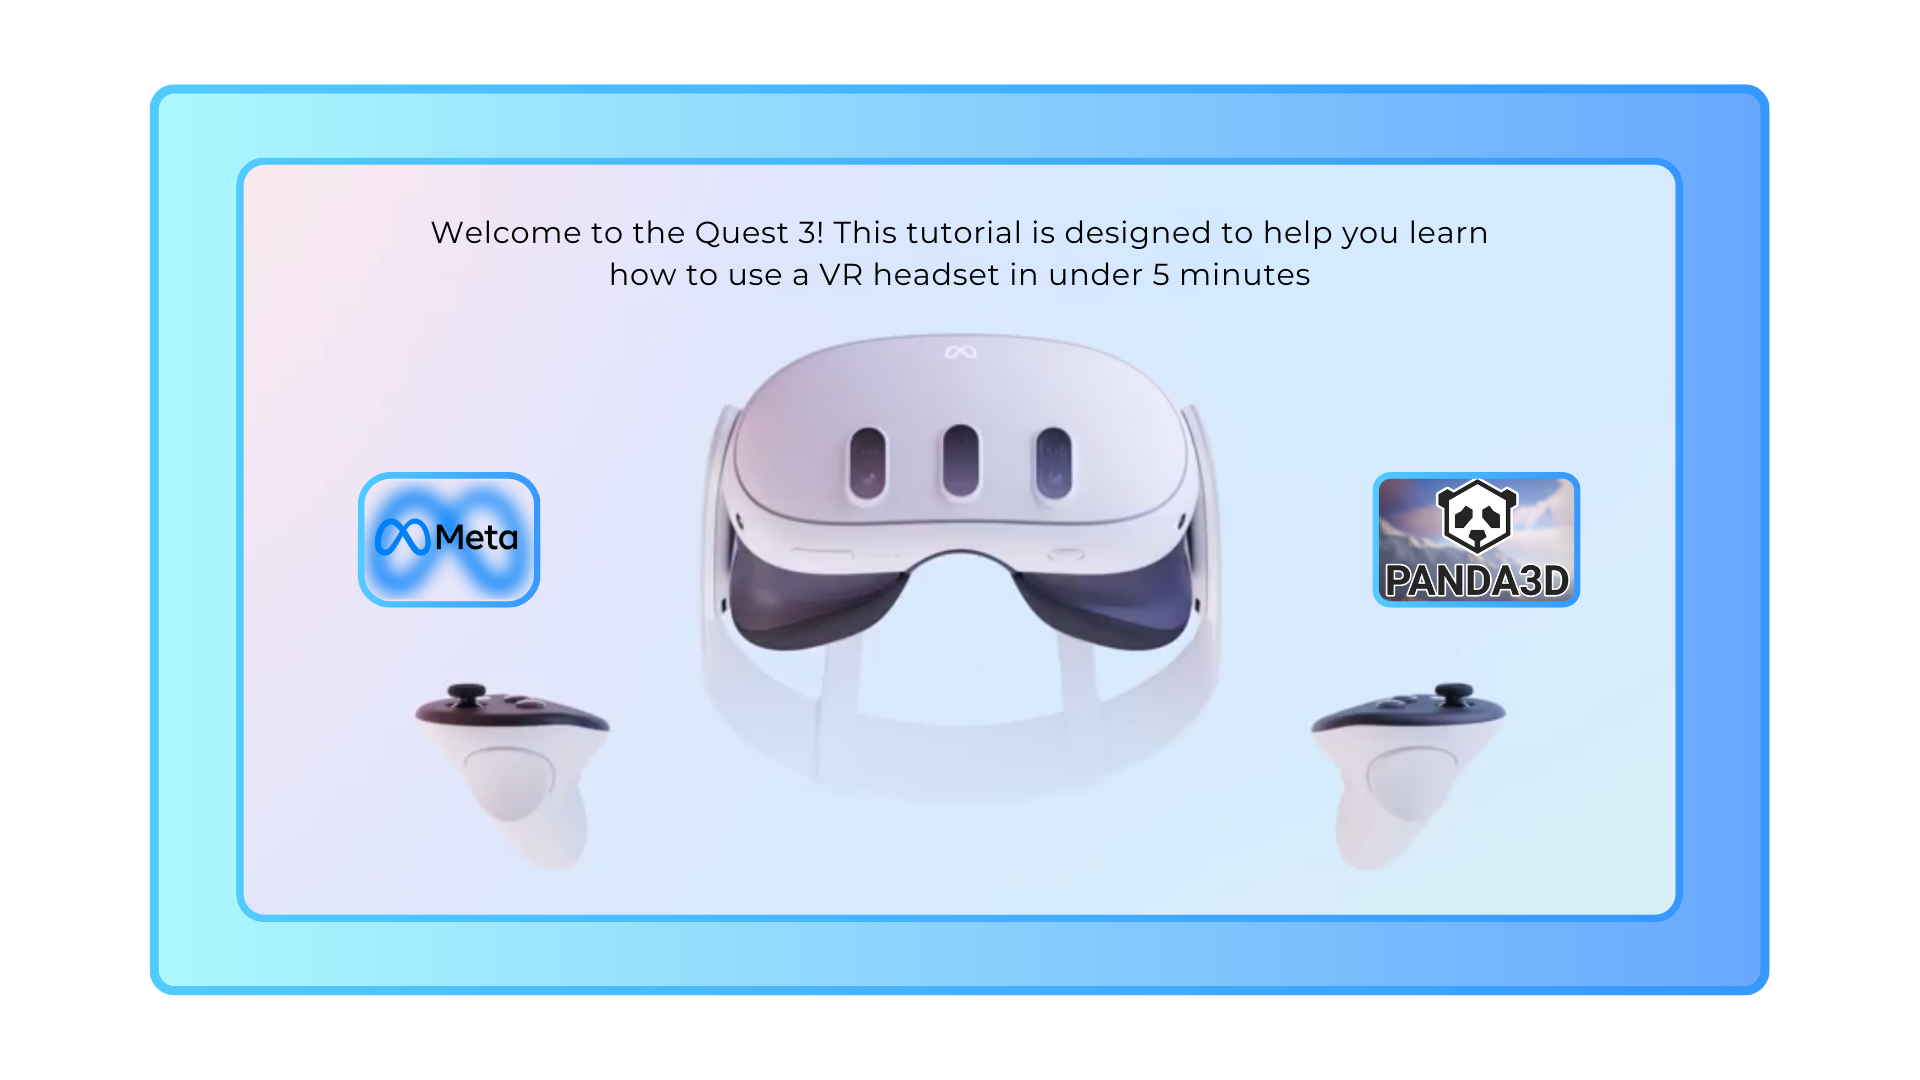 Welcome to the Quest 3! This tutorial is designed to help you learn
how to use a VR headset in under 5 minutes
Meta
PANDA3D